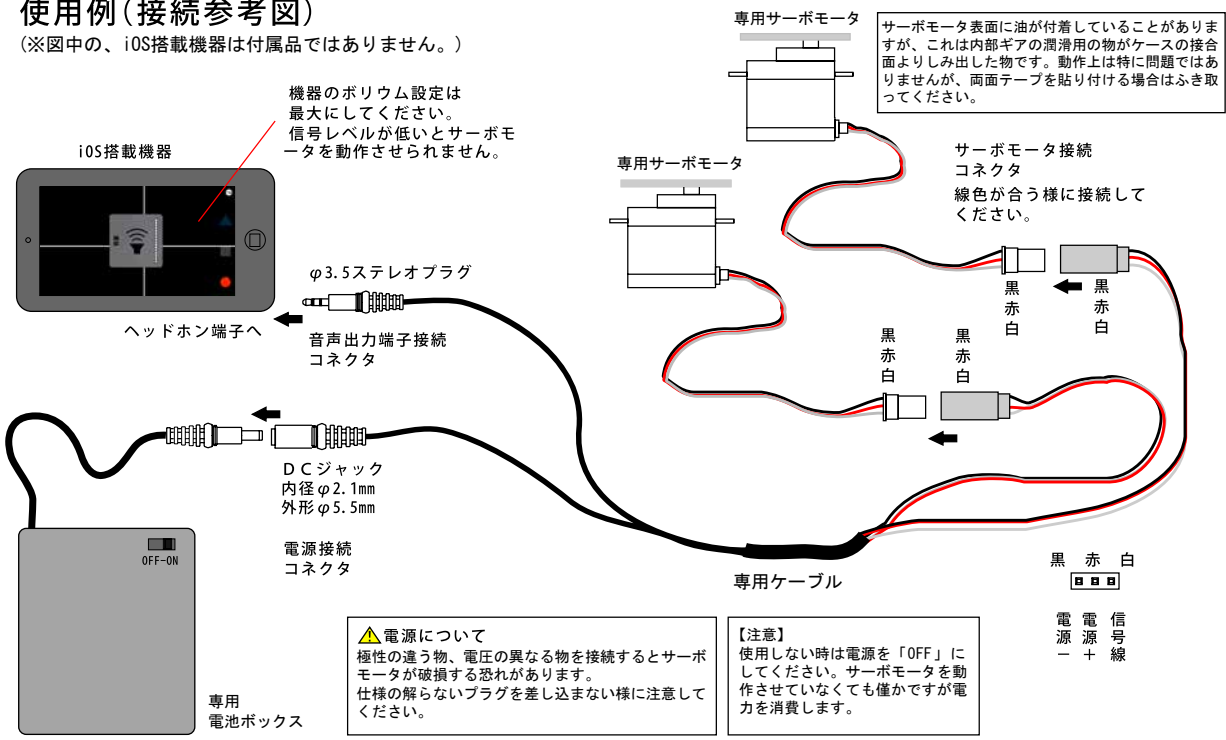 使用例(接続参考図)
(※図中の、iOS搭載機器は付属品ではありません。)
専用サーボモータ
サーボモータ表面に油が付着していることがありま
すが、これは内部ギアの潤滑用の物がケースの接合
面よりしみ出した物です。動作上は特に問題ではあ
りませんが、両面テープを貼り付ける場合はふき取
ってください。
機器のボリウム設定は
最大にしてください。
信号レベルが低いとサーボモ
ータを動作させられません。
iOS搭載機器
専用サーボモータ
サーボモータ接続
コネクタ
線色が合う様に接続して
ください。
φ3.5ステレオプラグ
ヘッドホン端子へ
音声出力端子接続
コネクタ
黒赤白
黒赤白
黒赤白
黒赤白
DCジャック
内径φ2.1mm
外形φ5.5mm
電源接続
コネクタ
OFF-ON
専用
電池ボックス
専用ケーブル
黒 赤 白
電源−
電源+
信号線
電源について
極性の違う物、電圧の異なる物を接続するとサーボ
モータが破損する恐れがあります。
仕様の解らないプラグを差し込まない様に注意して
ください。
【注意】
使用しない時は電源を「OFF」に
してください。サーボモータを動
作させていなくても僅かですが電
力を消費します。